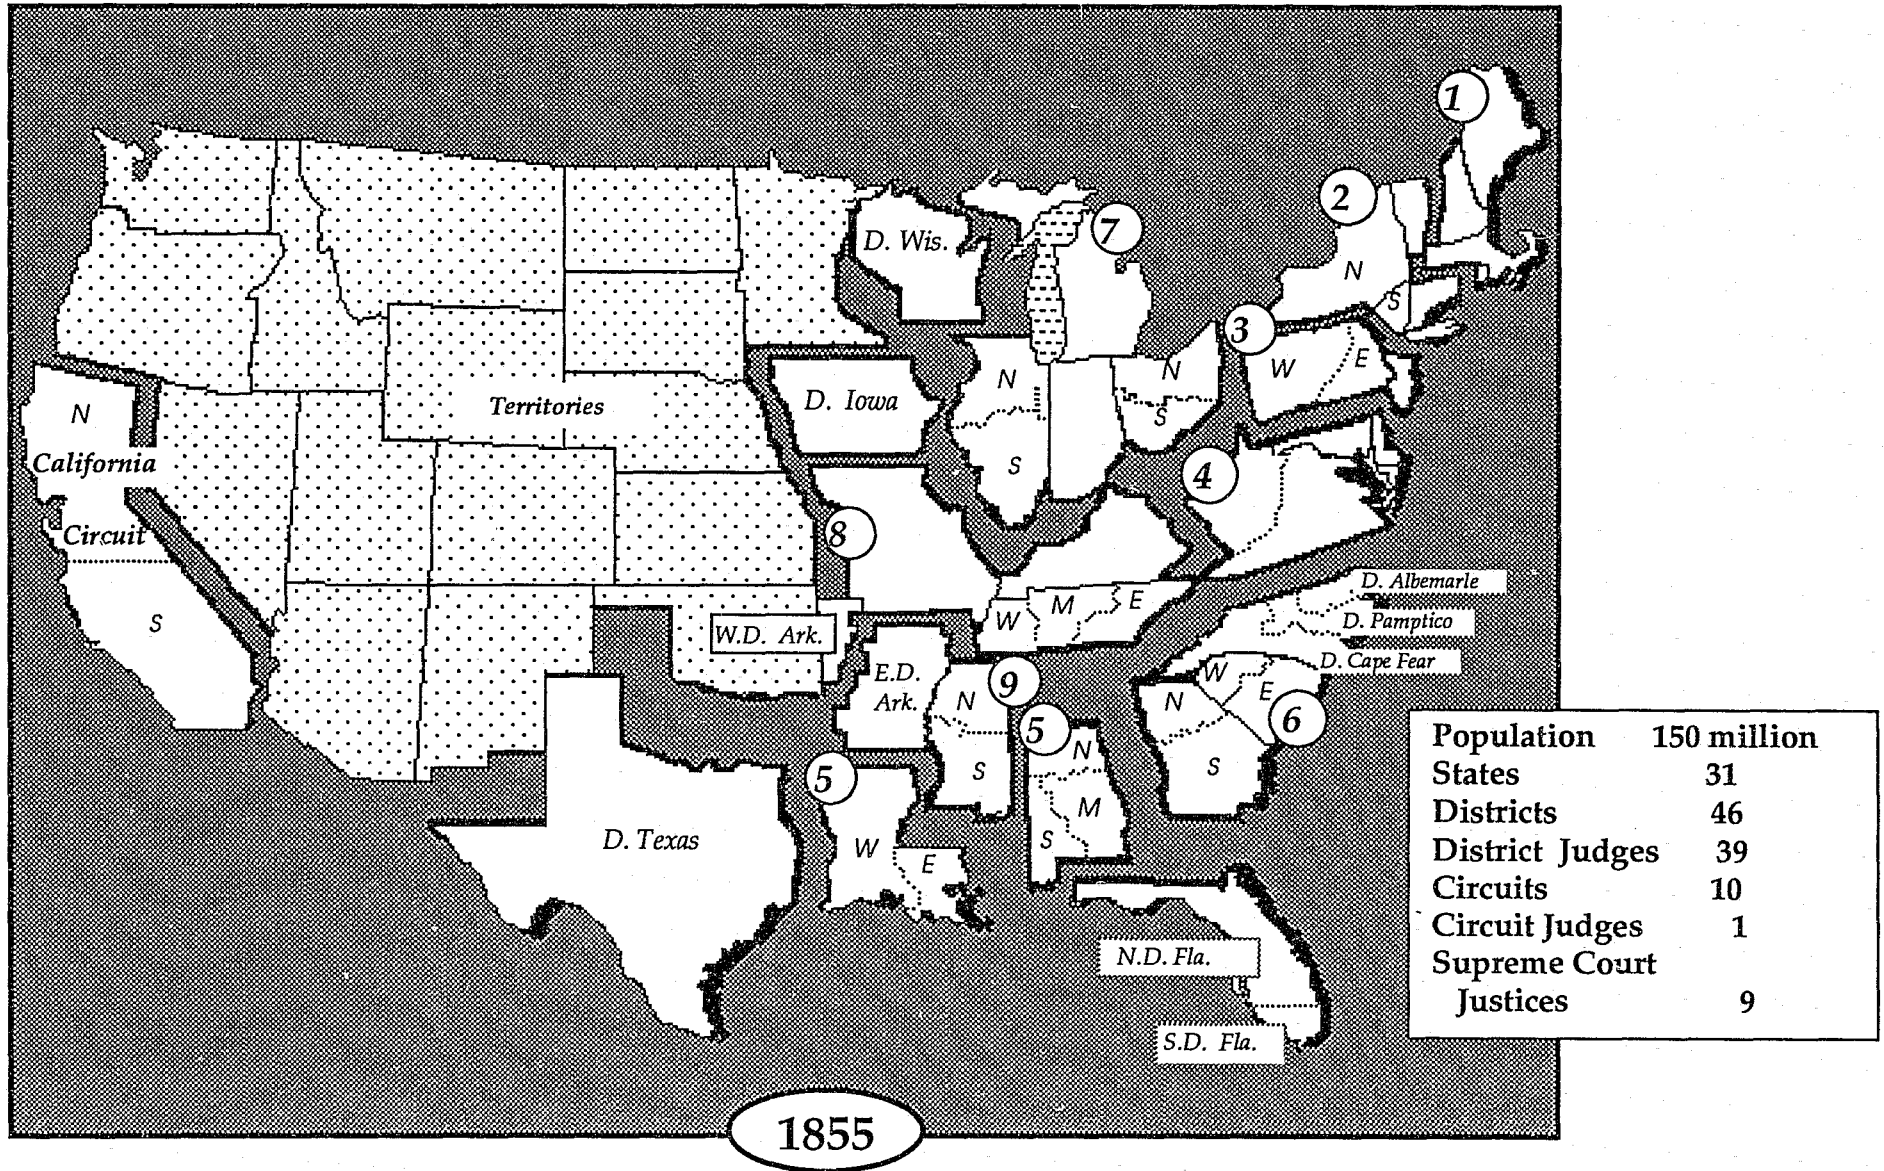 1
2
D. Wis.
7
N
S
3
N
S
W
E
N
D. Iowa
Territories
N
S
California
4
S
8
Circuit
D. Albemarle
W
M
E
D. Pamptico
S
W.D. Ark.
D. Cape Fear
E.D.
Ark.
9
N
W
E
N
6
5
N
5
S
S
M
D. Texas
S
W
E
N.D. Fla.
S.D. Fla.
Population 150 million
States 31
Districts 46
District Judges 39
Circuits 10
Circuit Judges 1
Supreme Court
Justices 9
1855